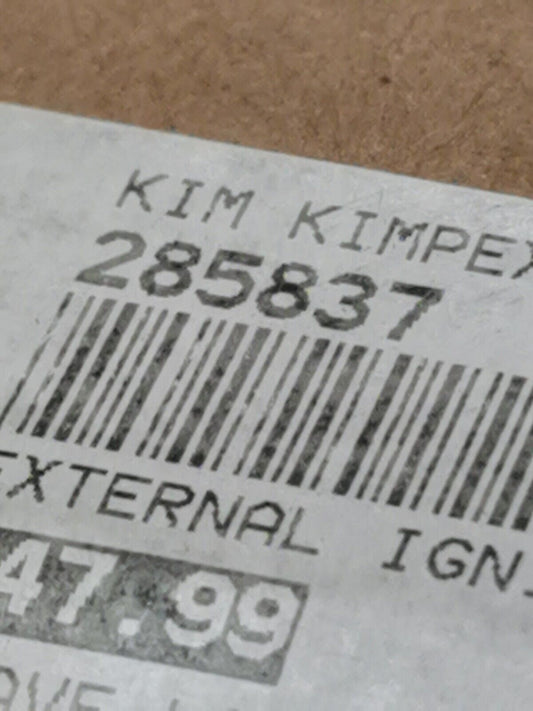 KIM KIMPEX
285837
EXTERNAL IGN.
47.99